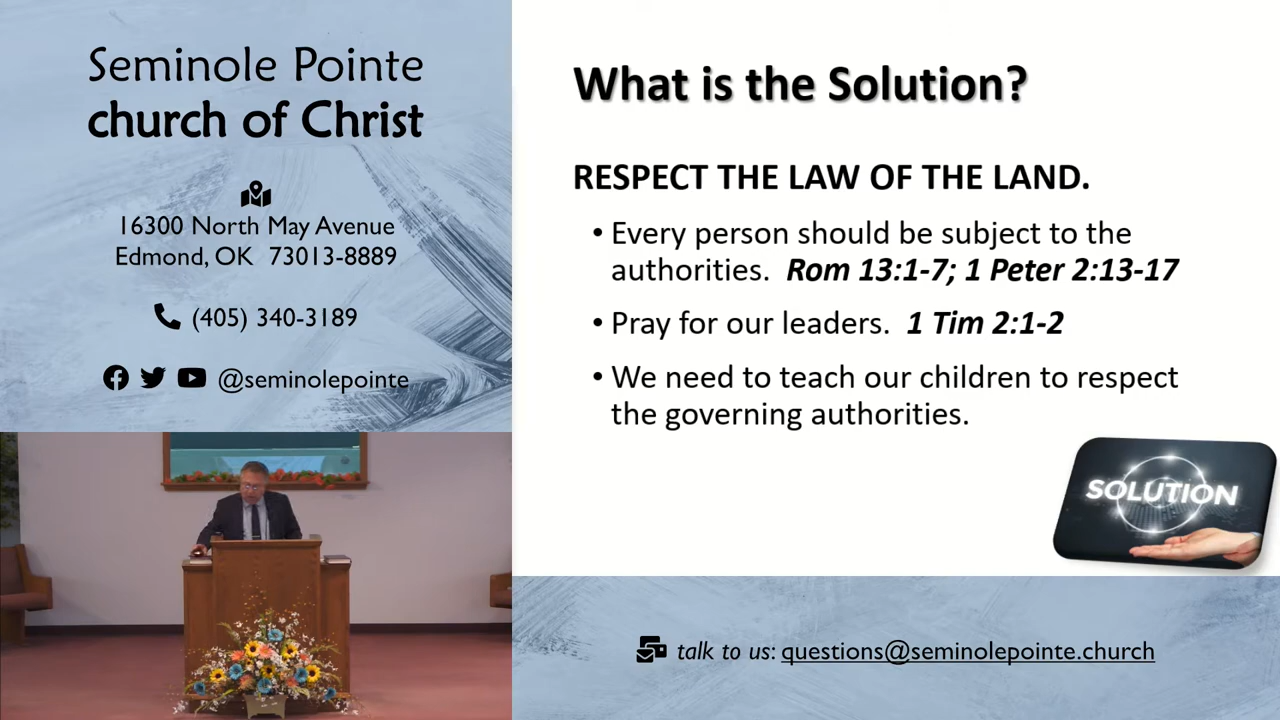 Seminole Pointe
church of Christ
16300 North May Avenue
Edmond, OK 73013-8889
(405) 340-3189
@seminolepointe
What is the Solution?
RESPECT THE LAW OF THE LAND.
• Every person should be subject to the
authorities. Rom 13:1-7; 1 Peter 2:13-17
• Pray for our leaders. 1 Tim 2:1-2
• We need to teach our children to respect
the governing authorities.
SOLUTION
talk to us: questions@seminolepointe.church